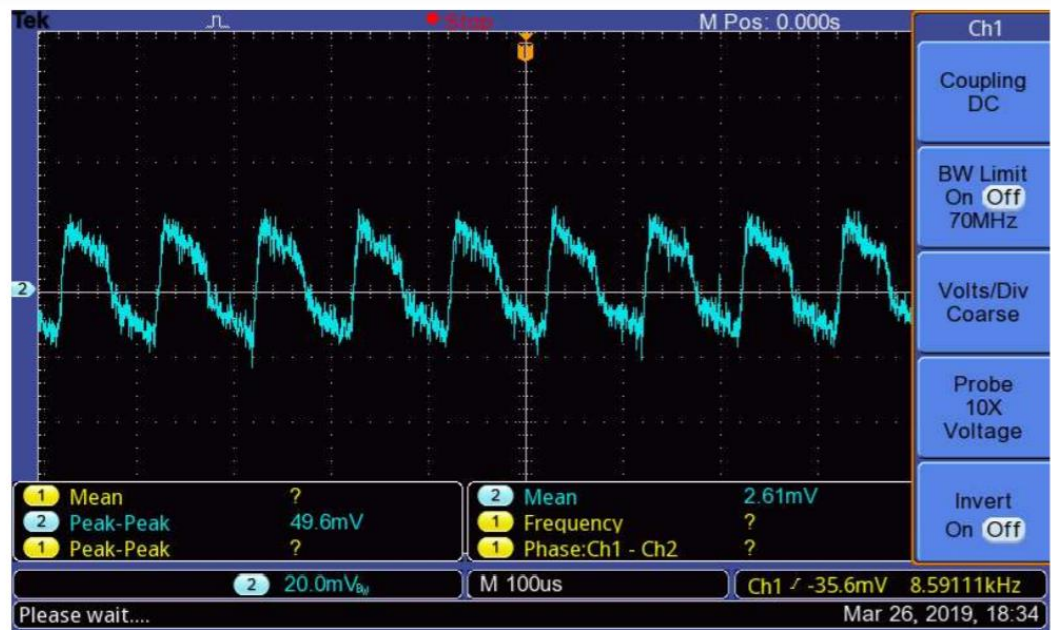 Tek
Stop
M Pos: 0.000s
Ch1
Coupling
DC
BW Limit
On Off
70MHz
2
Volts/Div
Coarse
Probe
10X
Voltage
Invert
On Off
1 Mean ?
2 Peak-Peak 49.6mV
1 Peak-Peak ?
2 Mean 2.61mV
1 Frequency ?
1 Phase:Ch1 - Ch2 ?
2 20.0mV
M 100us
Ch1 -35.6mV 8.59111kHz
Please wait....
Mar 26, 2019, 18:34